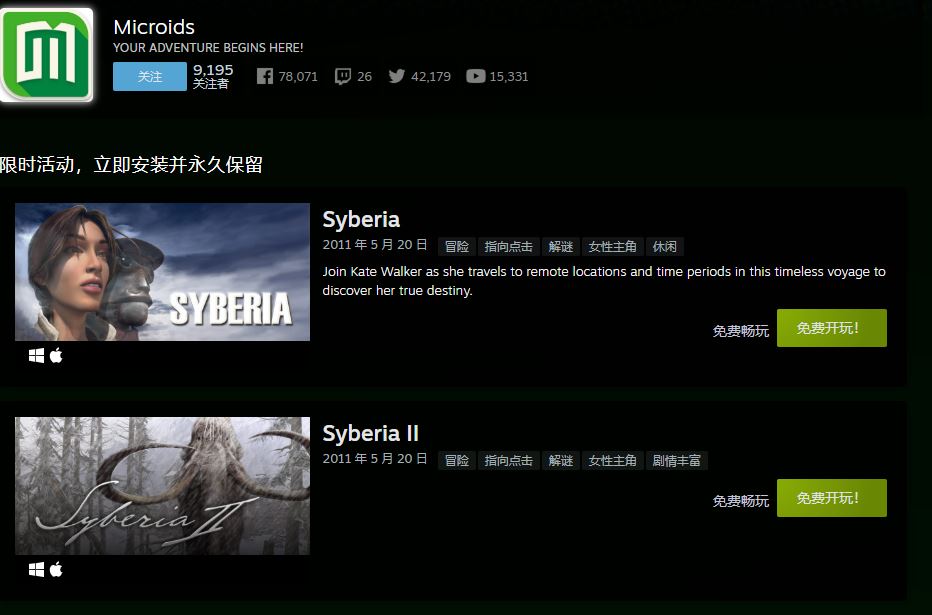 Microids
YOUR ADVENTURE BEGINS HERE!
关注
9,195
关注者
78,071
26
42,179
15,331
限时活动，立即安装并永久保留
SYBERIA
Syberia
2011 年 5 月 20 日 冒险 指向点击 解谜 女性主角 休闲
Join Kate Walker as she travels to remote locations and time periods in this timeless voyage to
discover her true destiny.
免费畅玩 免费开玩！
Syberia II
Syberia II
2011 年 5 月 20 日 冒险 指向点击 解谜 女性主角 剧情丰富
免费畅玩 免费开玩！